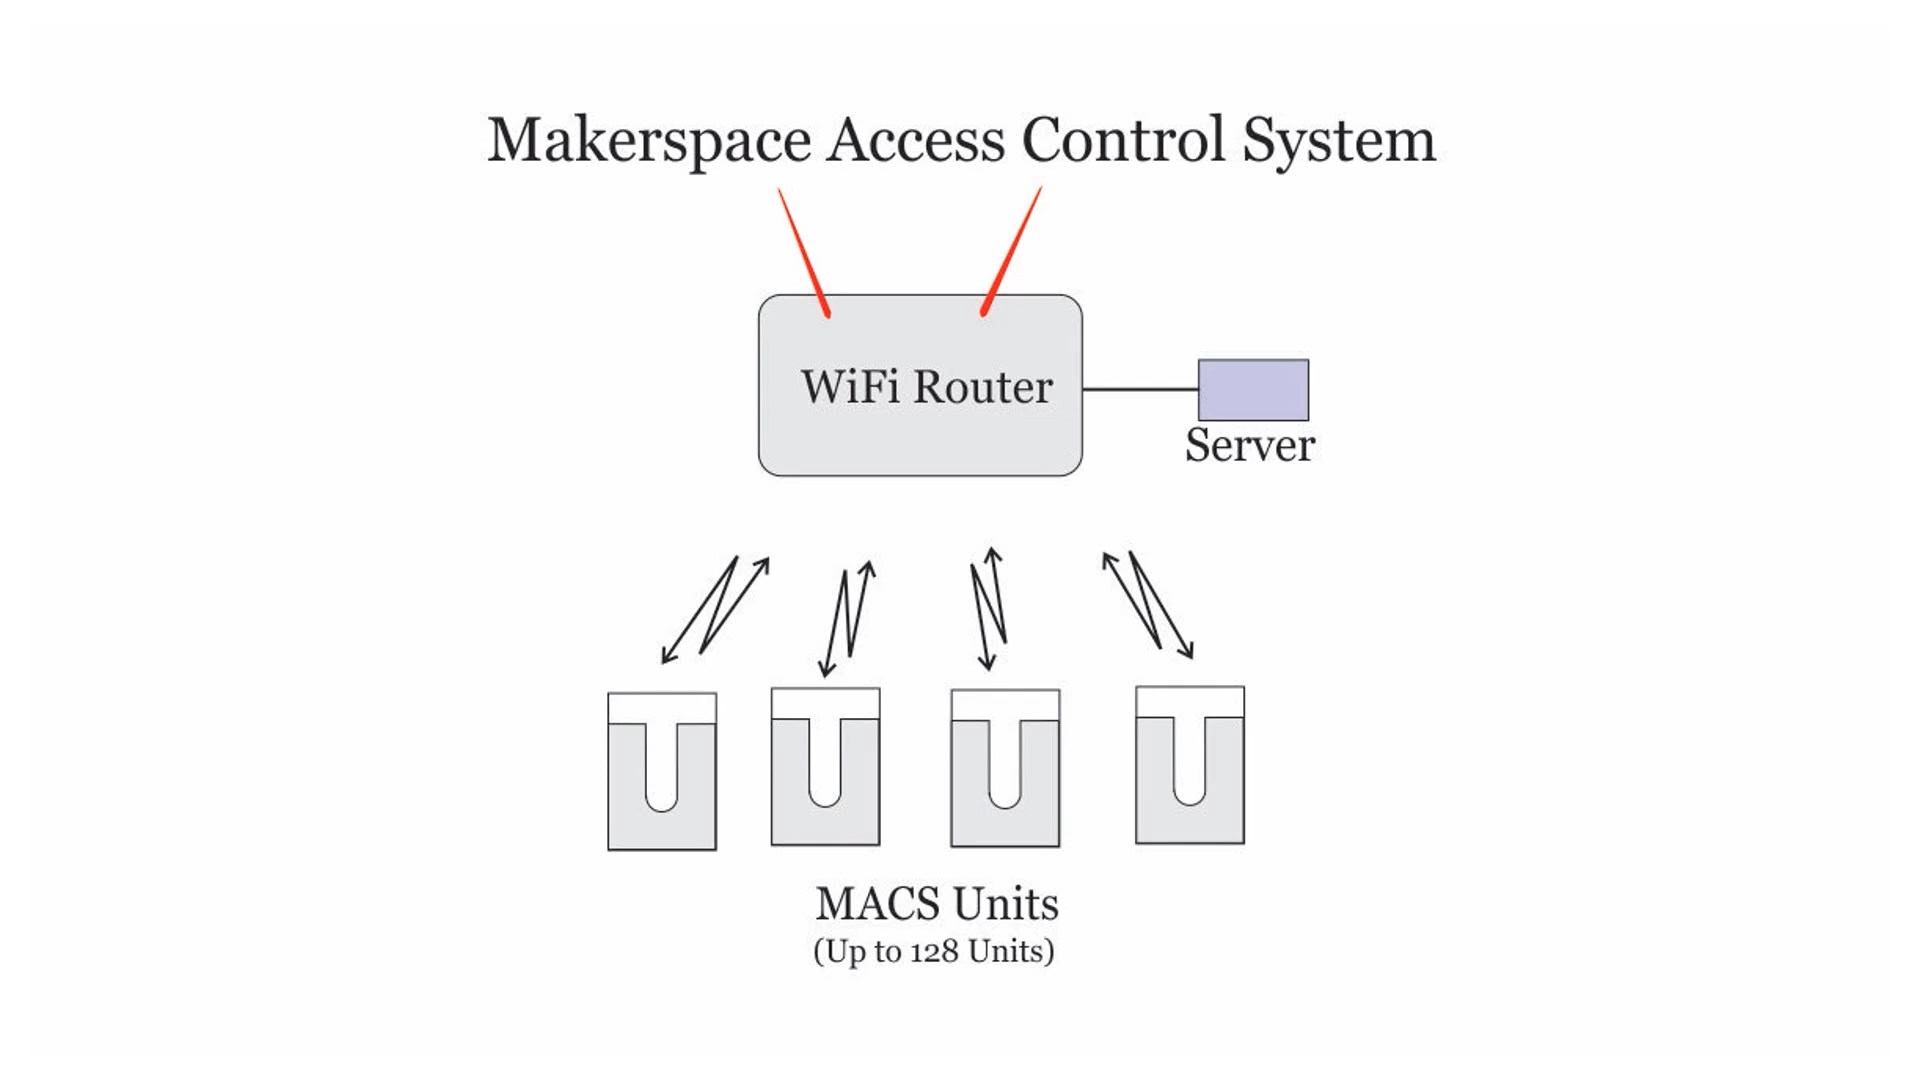 Makerspace Access Control System
WiFi Router
Server
MACS Units
(Up to 128 Units)